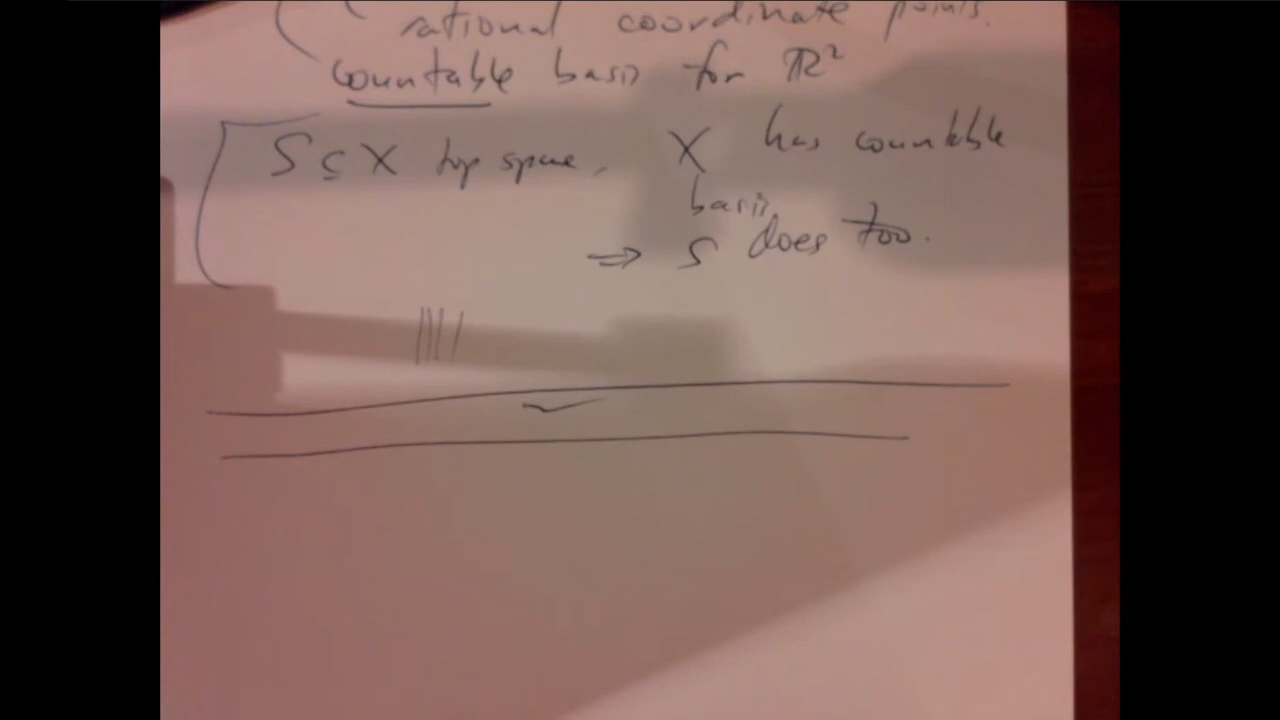 rational coordinate points.
countable basis for ℝ²
S ⊆ X top space, X has countable
basis
⇒ S does too.